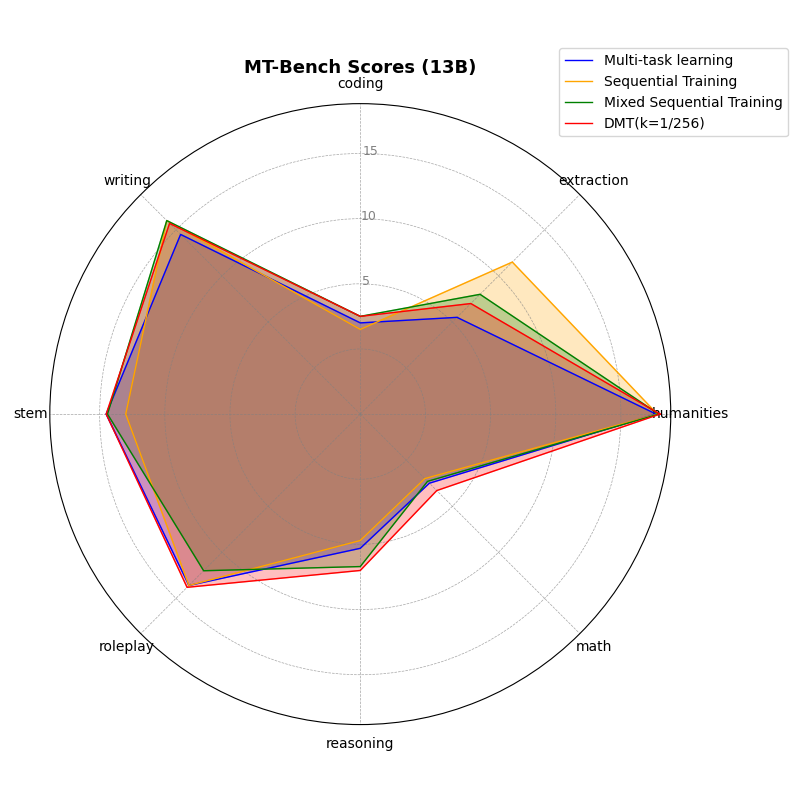 MT-Bench Scores (13B)
Multi-task learning
Sequential Training
Mixed Sequential Training
DMT(k=1/256)
coding
15
writing
extraction
10
5
stem
humanities
roleplay
math
reasoning